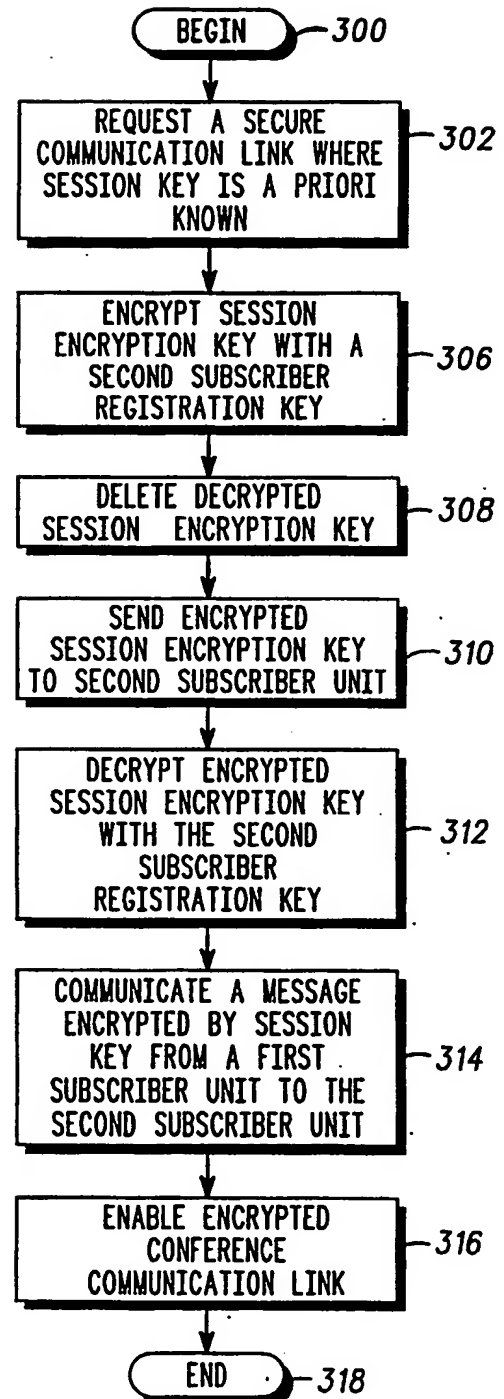 BEGIN 300
REQUEST A SECURE 302
COMMUNICATION LINK WHERE
SESSION KEY IS A PRIORI
KNOWN
ENCRYPT SESSION
ENCRYPTION KEY WITH A 306
SECOND SUBSCRIBER
REGISTRATION KEY
DELETE DECRYPTED 308
SESSION ENCRYPTION KEY
SEND ENCRYPTED
SESSION ENCRYPTION KEY 310
TO SECOND SUBSCRIBER UNIT
DECRYPT ENCRYPTED
SESSION ENCRYPTION KEY
WITH THE SECOND 312
SUBSCRIBER
REGISTRATION KEY
COMMUNICATE A MESSAGE
ENCRYPTED BY SESSION
KEY FROM A FIRST 314
SUBSCRIBER UNIT TO THE
SECOND SUBSCRIBER UNIT
ENABLE ENCRYPTED
CONFERENCE 316
COMMUNICATION LINK
END 318